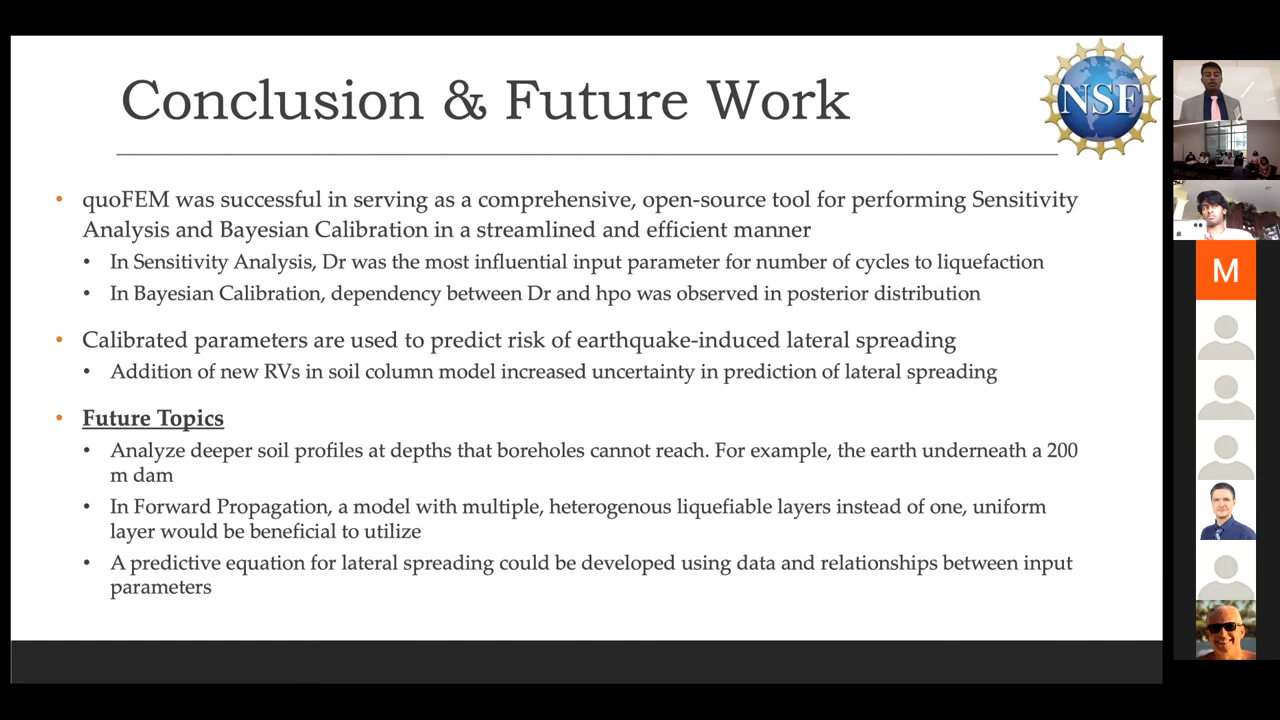 Conclusion & Future Work
NSF
• quoFEM was successful in serving as a comprehensive, open-source tool for performing Sensitivity
Analysis and Bayesian Calibration in a streamlined and efficient manner
• In Sensitivity Analysis, Dr was the most influential input parameter for number of cycles to liquefaction
• In Bayesian Calibration, dependency between Dr and hpo was observed in posterior distribution
• Calibrated parameters are used to predict risk of earthquake-induced lateral spreading
• Addition of new RVs in soil column model increased uncertainty in prediction of lateral spreading
• Future Topics
• Analyze deeper soil profiles at depths that boreholes cannot reach. For example, the earth underneath a 200
m dam
• In Forward Propagation, a model with multiple, heterogenous liquefiable layers instead of one, uniform
layer would be beneficial to utilize
• A predictive equation for lateral spreading could be developed using data and relationships between input
parameters
M